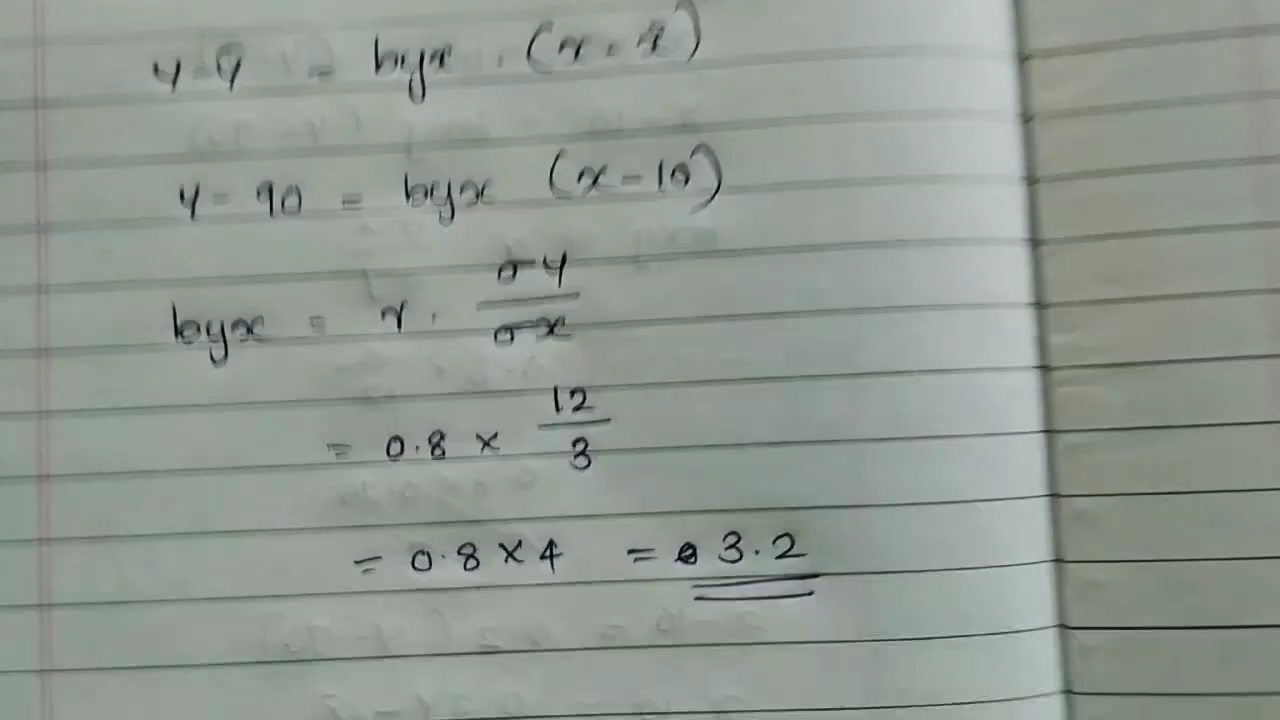 y - ȳ = byx . (x - x̄)
y - 90 = byx (x - 10)
byx = r . σy / σx
= 0.8 × 12 / 3
= 0.8 × 4 = 3.2